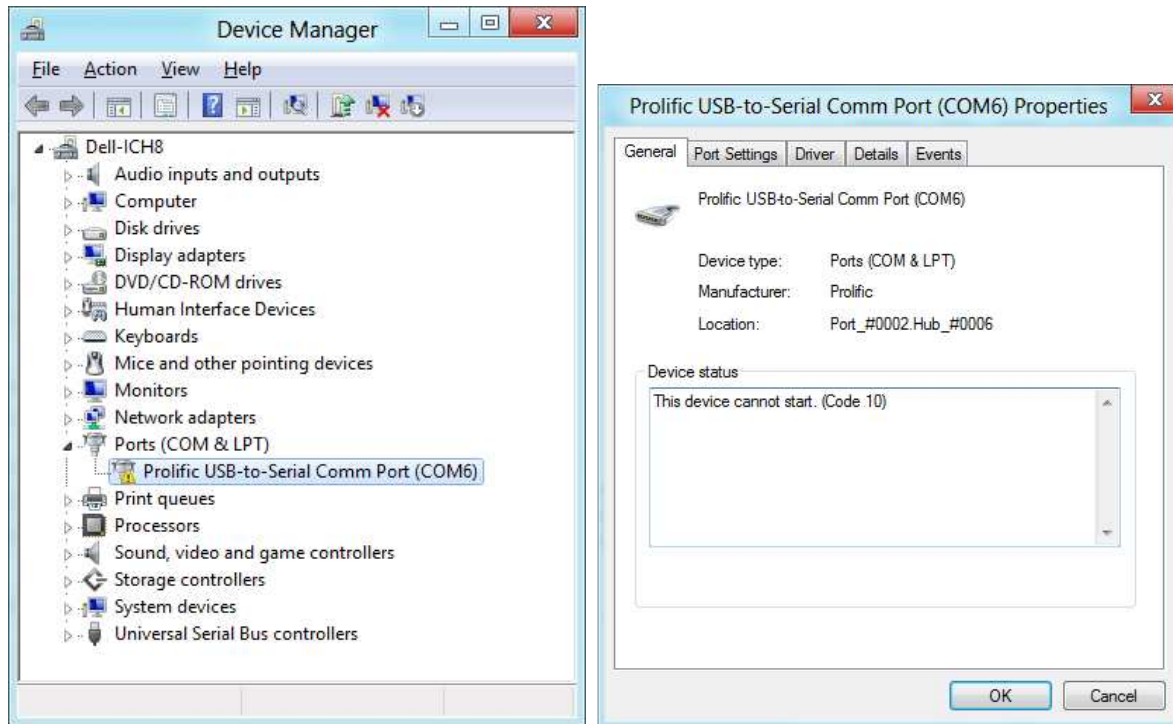 Device Manager
File Action View Help
Dell-ICH8
Audio inputs and outputs
Computer
Disk drives
Display adapters
DVD/CD-ROM drives
Human Interface Devices
Keyboards
Mice and other pointing devices
Monitors
Network adapters
Ports (COM & LPT)
Prolific USB-to-Serial Comm Port (COM6)
Print queues
Processors
Sound, video and game controllers
Storage controllers
System devices
Universal Serial Bus controllers
Prolific USB-to-Serial Comm Port (COM6) Properties
General Port Settings Driver Details Events
Prolific USB-to-Serial Comm Port (COM6)
Device type: Ports (COM & LPT)
Manufacturer: Prolific
Location: Port_#0002.Hub_#0006
Device status
This device cannot start. (Code 10)
OK Cancel